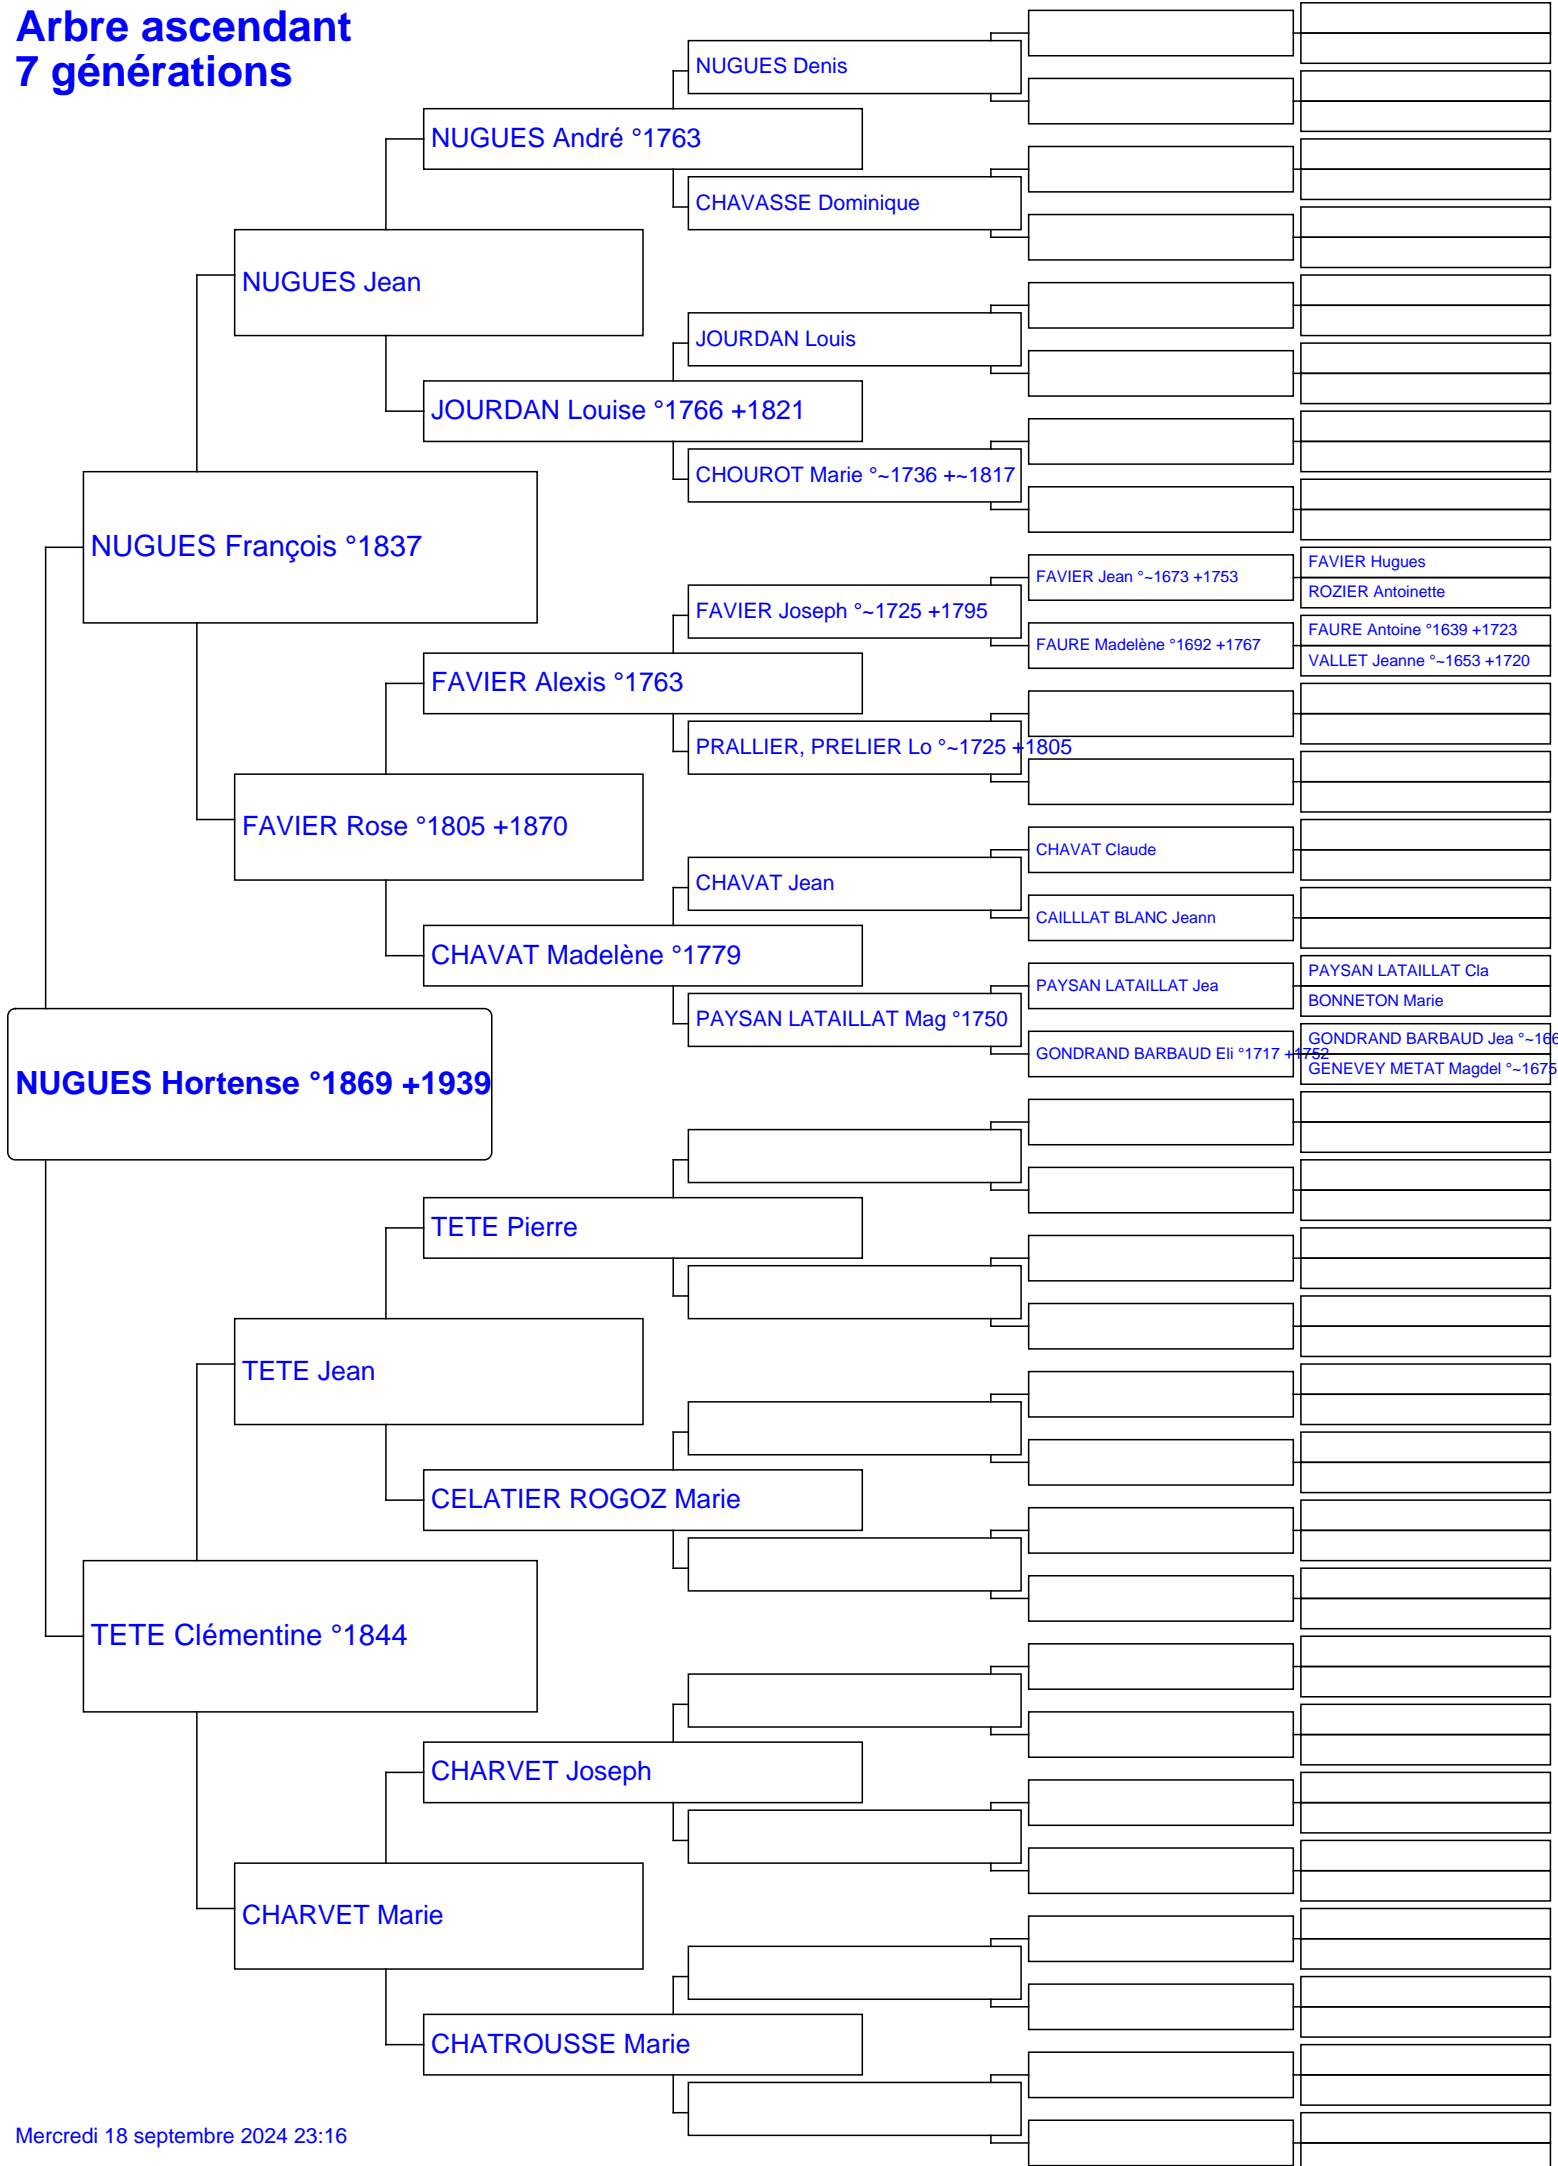 Arbre ascendant
7 générations
NUGUES Denis
NUGUES André °1763
CHAVASSE Dominique
NUGUES Jean
JOURDAN Louis
JOURDAN Louise °1766 +1821
CHOUROT Marie °~1736 +~1817
NUGUES François °1837
FAVIER Hugues
FAVIER Jean °~1673 +1753
ROZIER Antoinette
FAVIER Joseph °~1725 +1795
FAURE Antoine °1639 +1723
FAURE Madelène °1692 +1767
VALLET Jeanne °~1653 +1720
FAVIER Alexis °1763
PRALLIER, PRELIER Lo °~1725 +1805
FAVIER Rose °1805 +1870
CHAVAT Claude
CHAVAT Jean
CAILLLAT BLANC Jeann
CHAVAT Madelène °1779
PAYSAN LATAILLAT Cla
PAYSAN LATAILLAT Jea
BONNETON Marie
PAYSAN LATAILLAT Mag °1750
GONDRAND BARBAUD Jea °~166
GONDRAND BARBAUD Eli °1717 +1752
GENEVEY METAT Magdel °~1675
NUGUES Hortense °1869 +1939
TETE Pierre
TETE Jean
CELATIER ROGOZ Marie
TETE Clémentine °1844
CHARVET Joseph
CHARVET Marie
CHATROUSSE Marie
Mercredi 18 septembre 2024 23:16